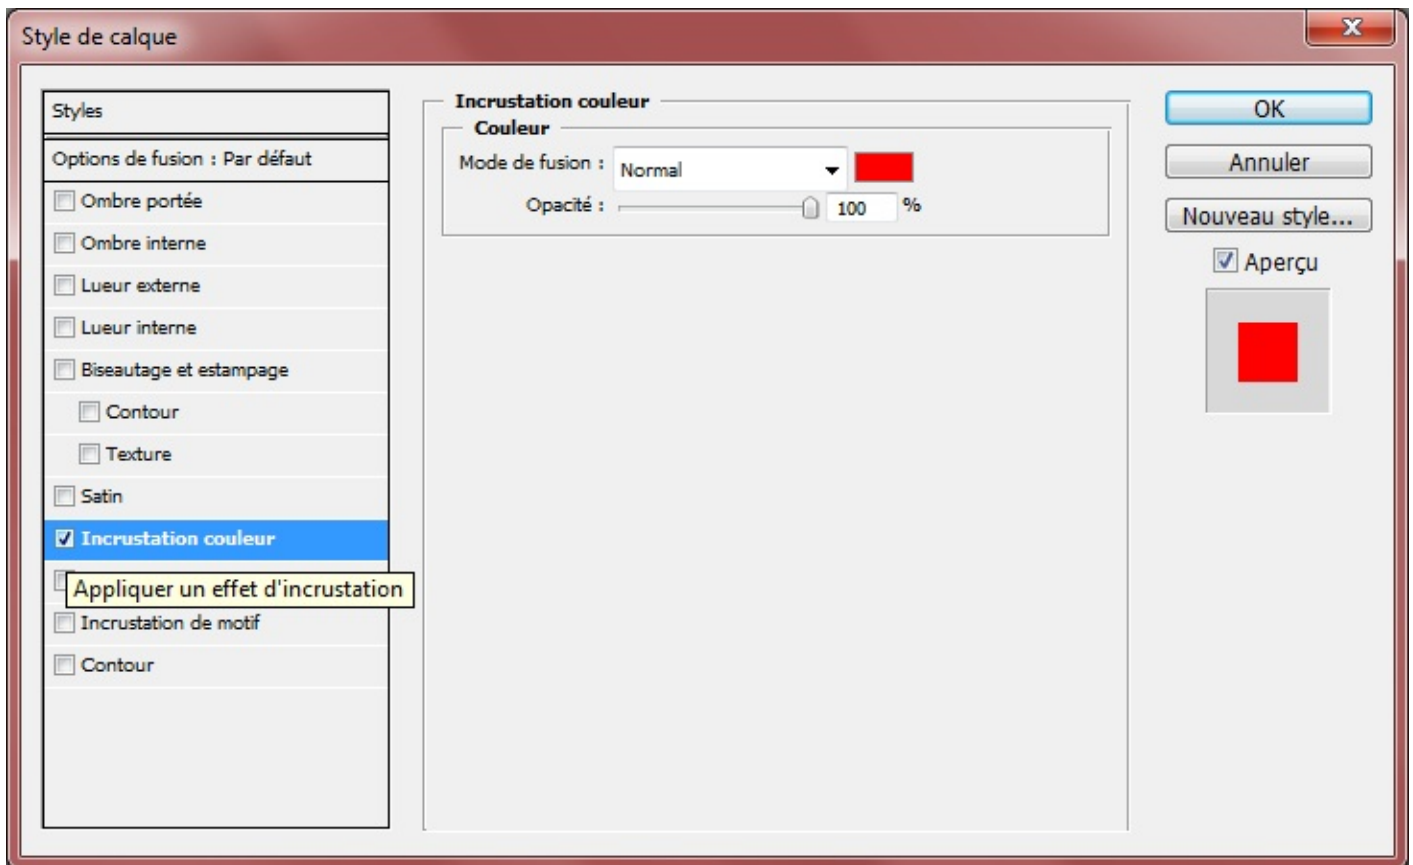 Style de calque
Styles
Options de fusion : Par défaut
Ombre portée
Ombre interne
Lueur externe
Lueur interne
Biseautage et estampage
Contour
Texture
Satin
Incrustation couleur
Appliquer un effet d'incrustation
Incrustation de motif
Contour
Incrustation couleur
Couleur
Mode de fusion : Normal
Opacité : 100 %
OK
Annuler
Nouveau style...
Aperçu